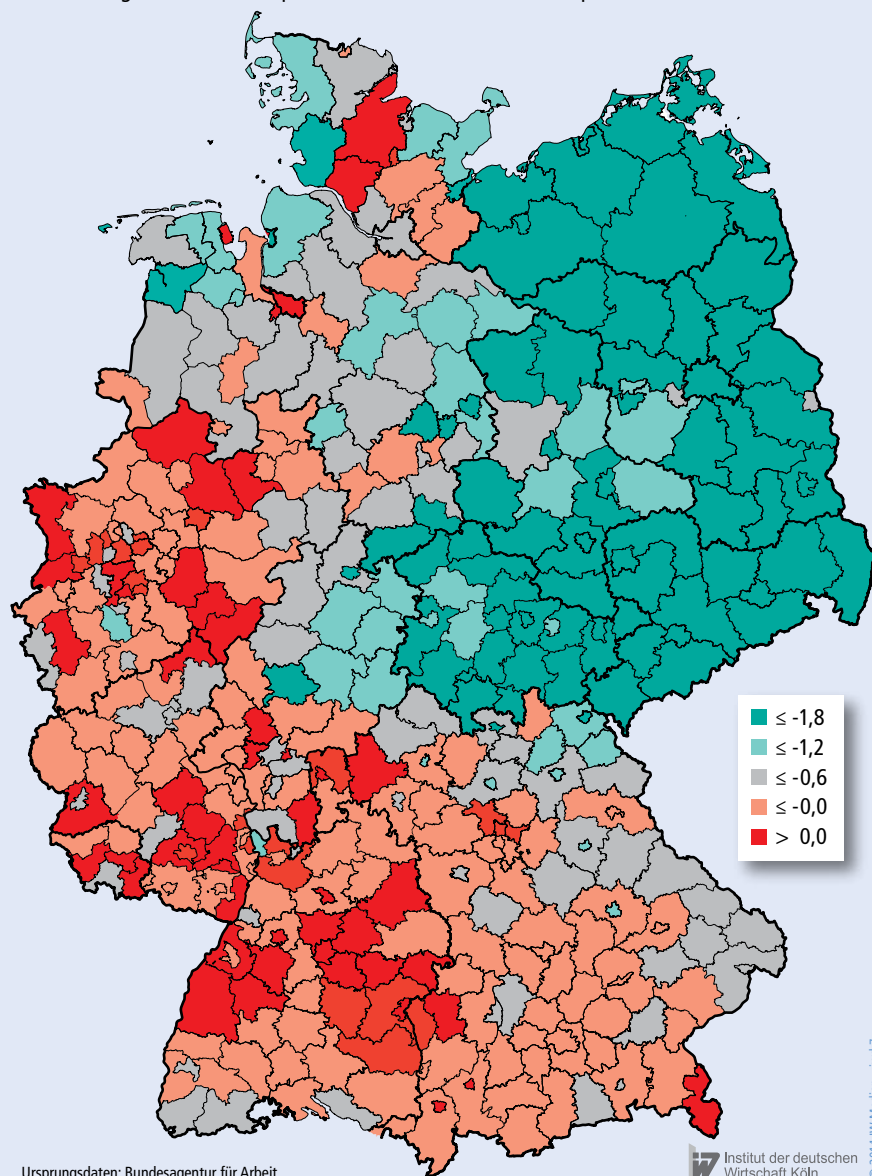 ≤ -1,8
≤ -1,2
≤ -0,6
≤ -0,0
> 0,0
Ursprungsdaten: Bundesagentur für Arbeit
Institut der deutschen
Wirtschaft Köln